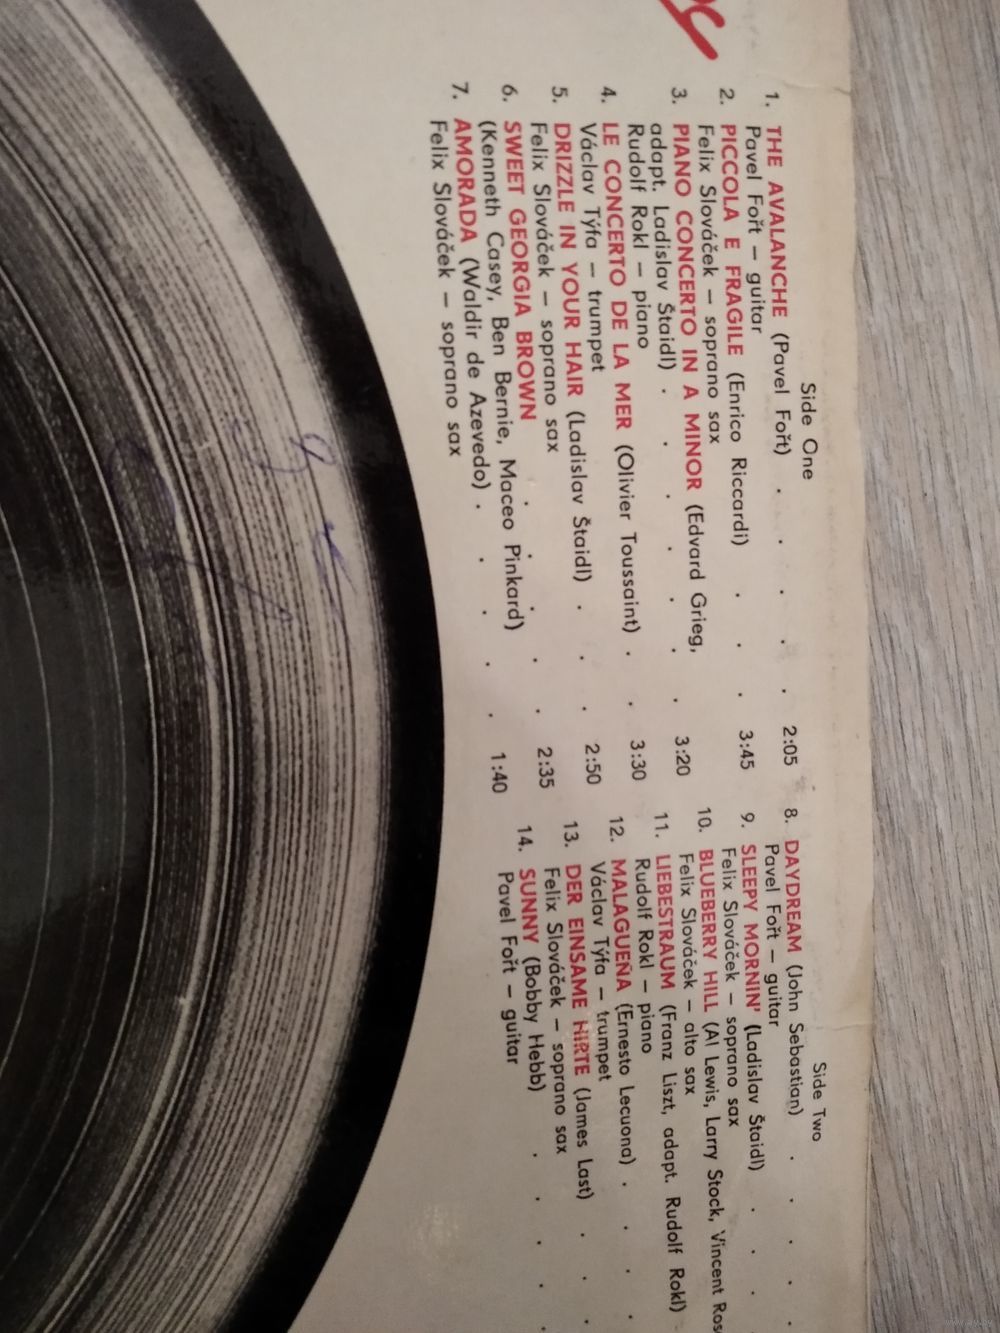 Side One
1. THE AVALANCHE (Pavel Fořt) . . . . . 2:05
Pavel Fořt – guitar
2. PICCOLA E FRAGILE (Enrico Riccardi) . . . 3:45
Felix Slováček – soprano sax
3. PIANO CONCERTO IN A MINOR (Edvard Grieg,
adapt. Ladislav Štaidl) . . . . . . . 3:20
Rudolf Rokl – piano
4. LE CONCERTO DE LA MER (Olivier Toussaint) . . 3:30
Václav Týfa – trumpet
5. DRIZZLE IN YOUR HAIR (Ladislav Štaidl) . . . 2:50
Felix Slováček – soprano sax
6. SWEET GEORGIA BROWN
(Kenneth Casey, Ben Bernie, Maceo Pinkard) . . 2:35
7. AMORADA (Waldir de Azevedo) . . . . . 1:40
Felix Slováček – soprano sax
Side Two
8. DAYDREAM (John Sebastian) . . . .
Pavel Fořt – guitar
9. SLEEPY MORNIN' (Ladislav Štaidl) . . .
Felix Slováček – soprano sax
10. BLUEBERRY HILL (Al Lewis, Larry Stock, Vincent
Felix Slováček – alto sax
11. LIEBESTRAUM (Franz Liszt, adapt. Rudolf Rokl)
Rudolf Rokl – piano
12. MALAGUEÑA (Ernesto Lecuona) . . . .
Václav Týfa – trumpet
13. DER EINSAME HIRTE (James Last) . . .
Felix Slováček – soprano sax
14. SUNNY (Bobby Hebb) . . . . .
Pavel Fořt – guitar